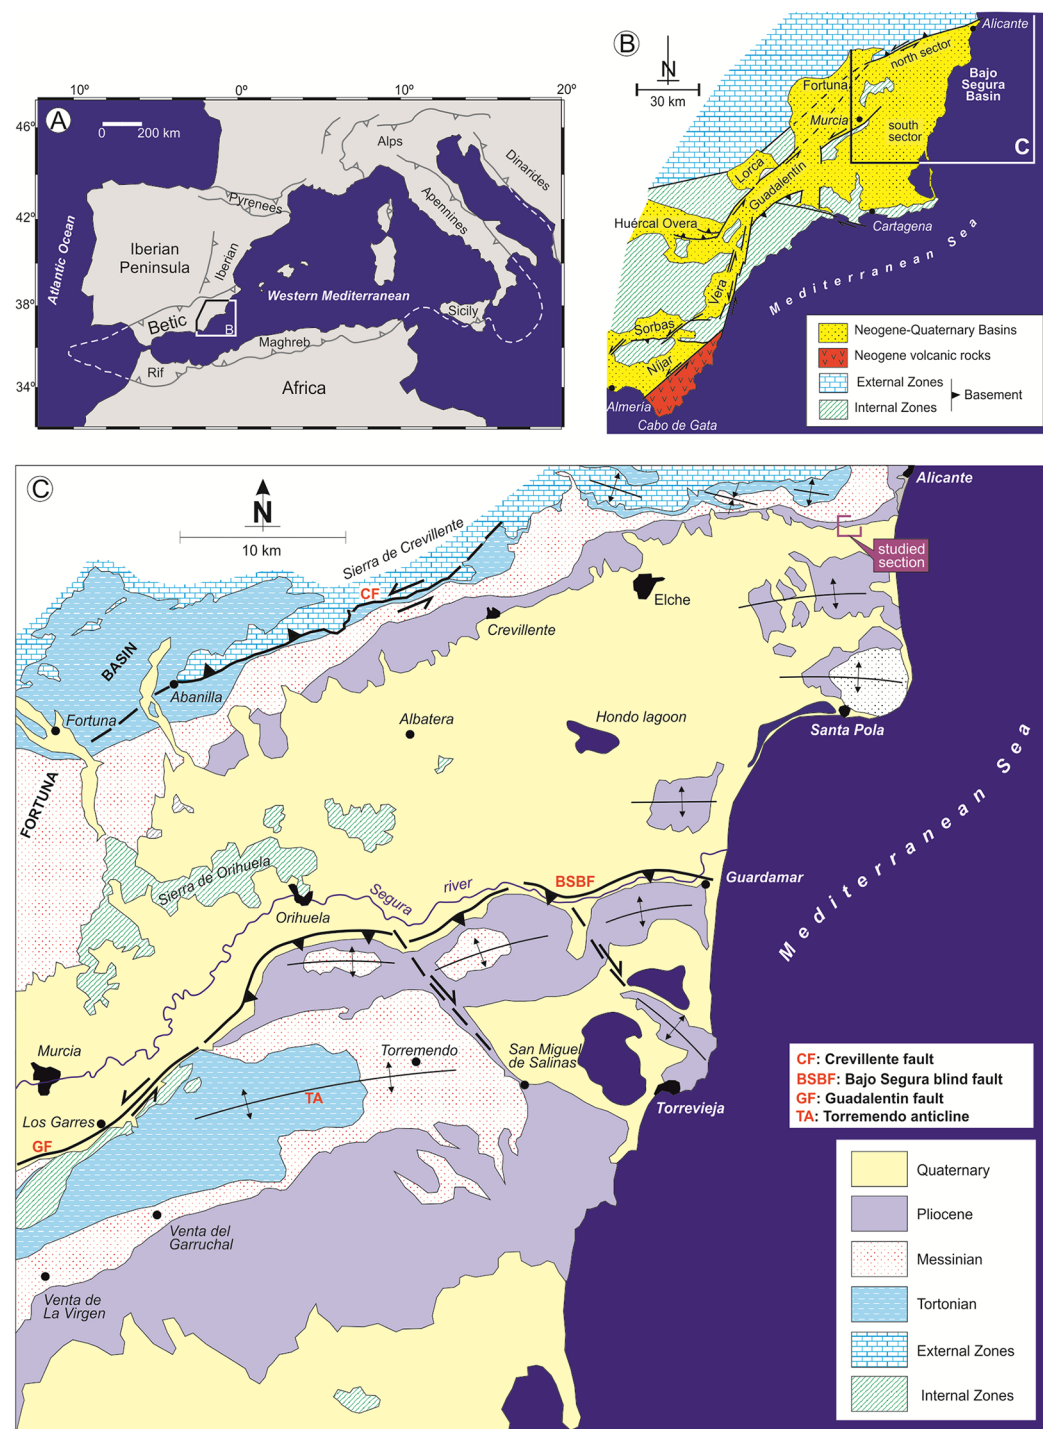 10º
0º
10º
20º
46º
42º
38º
34º
A
0
200 km
Alps
Dinarides
Apennines
Pyrenees
Atlantic Ocean
Iberian
Peninsula
Iberian
Western Mediterranean
Sicily
Betic
B
Maghreb
Rif
Africa
B
N
30 km
Alicante
north sector
Fortuna
Bajo
Segura
Basin
Murcia
south
sector
C
Lorca
Guadalentín
Huércal Overa
Cartagena
Mediterranean Sea
Vera
Sorbas
Níjar
Almería
Cabo de Gata
Neogene-Quaternary Basins
Neogene volcanic rocks
External Zones
Internal Zones
Basement
C
N
10 km
Alicante
Sierra de Crevillente
studied
section
CF
Elche
Crevillente
BASIN
Abanilla
Fortuna
Albatera
Hondo lagoon
Santa Pola
FORTUNA
Mediterranean Sea
Sierra de Orihuela
Segura
river
BSBF
Guardamar
Orihuela
Murcia
Torremendo
San Miguel
de Salinas
TA
Torrevieja
Los Garres
GF
Venta del
Garruchal
Venta de
La Virgen
CF: Crevillente fault
BSBF: Bajo Segura blind fault
GF: Guadalentin fault
TA: Torremendo anticline
Quaternary
Pliocene
Messinian
Tortonian
External Zones
Internal Zones